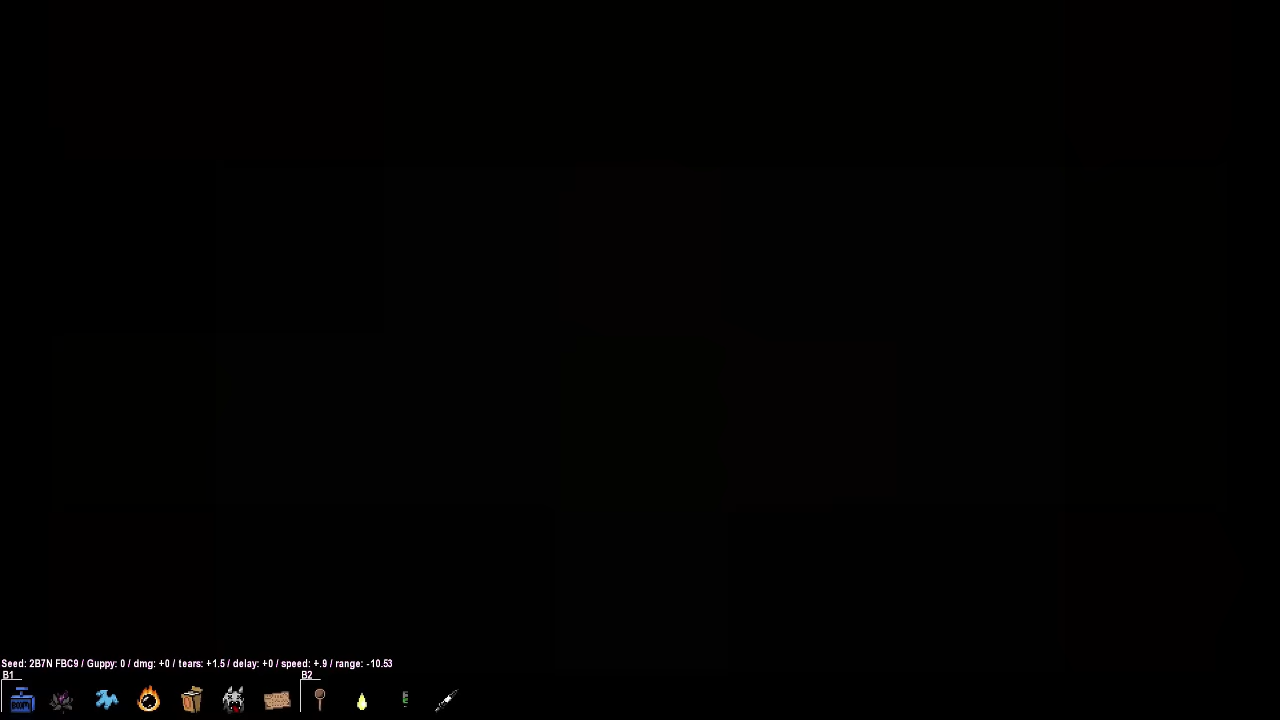 Seed: 2B7N FBC9 / Guppy: 0 / dmg: +0 / tears: +1.5 / delay: +0 / speed: +.9 / range: -10.53
B1 B2